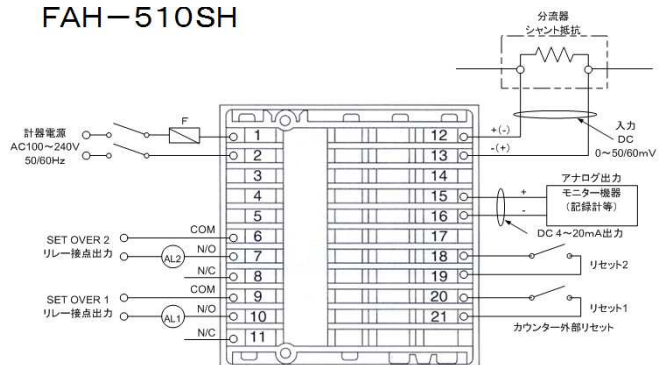 FAH-510SH
分流器
シャント抵抗
計器電源
AC100~240V
50/60Hz
F
1
2
3
4
5
6
7
8
9
10
11
12
13
14
15
16
17
18
19
20
21
+(-)
-(+)
入力
DC
0~50/60mV
アナログ出力
モニター機器
(記録計等)
+
-
DC 4~20mA出力
SET OVER 2
リレー接点出力
COM
N/O
AL2
N/C
SET OVER 1
リレー接点出力
COM
N/O
AL1
N/C
リセット2
リセット1
カウンター外部リセット